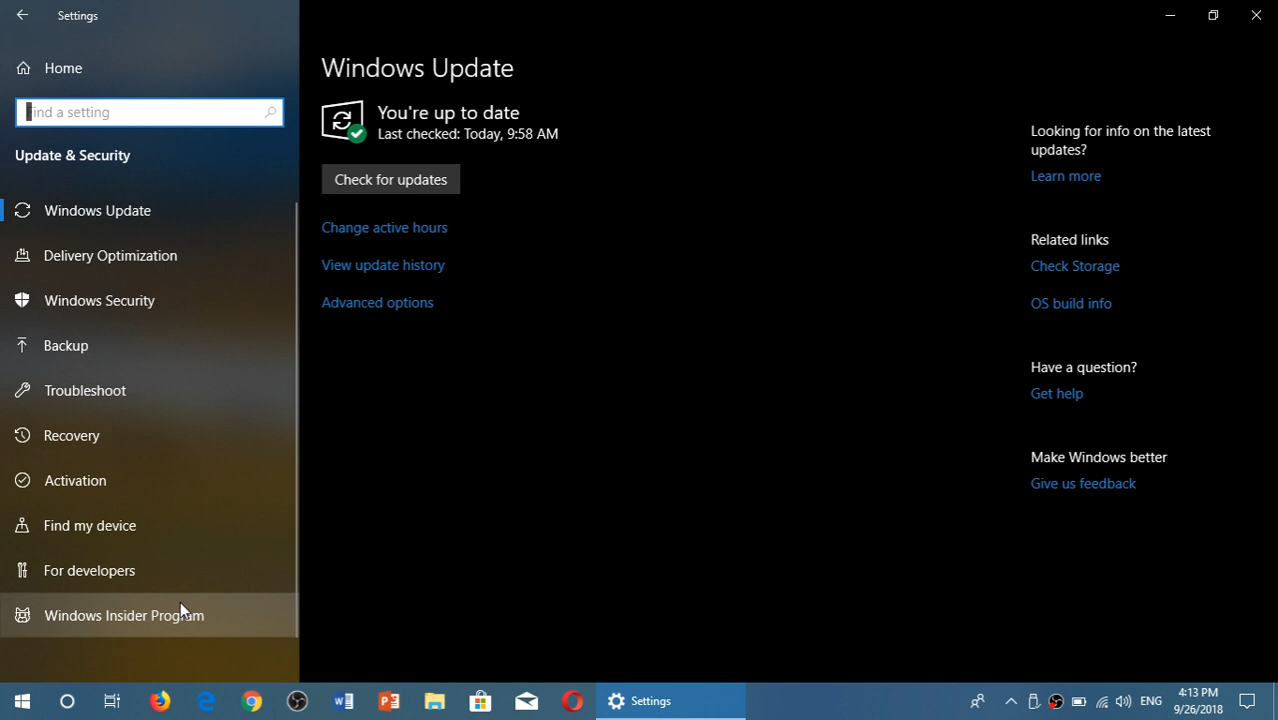 Settings
Home
Find a setting
Update & Security
Windows Update
Delivery Optimization
Windows Security
Backup
Troubleshoot
Recovery
Activation
Find my device
For developers
Windows Insider Program
Windows Update
You're up to date
Last checked: Today, 9:58 AM
Check for updates
Change active hours
View update history
Advanced options
Looking for info on the latest
updates?
Learn more
Related links
Check Storage
OS build info
Have a question?
Get help
Make Windows better
Give us feedback
Settings
ENG
4:13 PM
9/26/2018